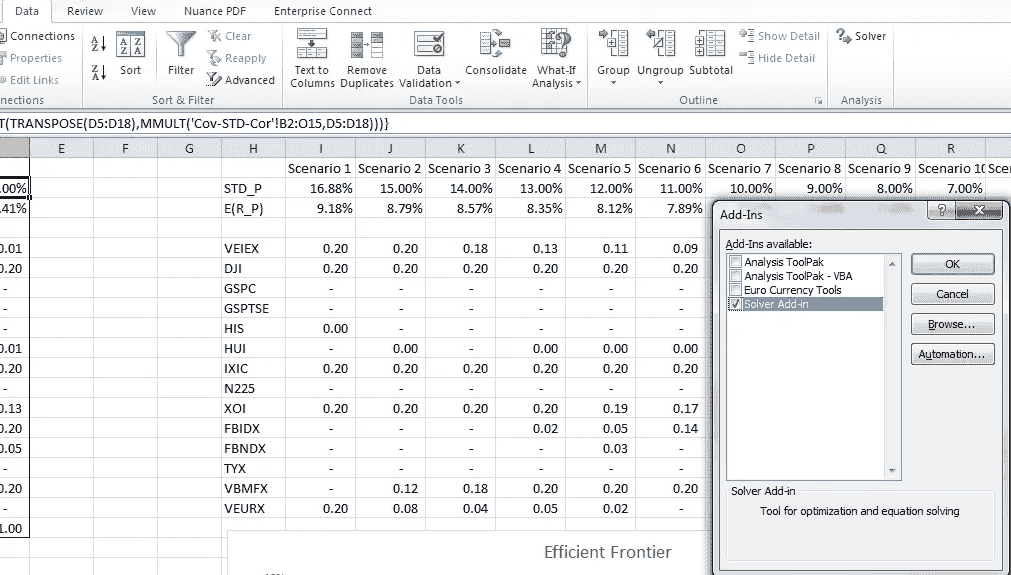 Data Review View Nuance PDF Enterprise Connect
Connections Clear Show Detail Solver
Properties Reapply Hide Detail
Edit Links Sort Filter Advanced Text to Columns Remove Duplicates Data Validation Consolidate What-If Analysis Group Ungroup Subtotal
nections Sort & Filter Data Tools Outline Analysis
T(TRANSPOSE(D5:D18),MMULT('Cov-STD-Cor'!B2:O15,D5:D18)))}
E F G H I J K L M N O P Q R
Scenario 1 Scenario 2 Scenario 3 Scenario 4 Scenario 5 Scenario 6 Scenario 7 Scenario 8 Scenario 9 Scenario 10 Scen
.00% STD_P 16.88% 15.00% 14.00% 13.00% 12.00% 11.00% 10.00% 9.00% 8.00% 7.00%
.41% E(R_P) 9.18% 8.79% 8.57% 8.35% 8.12% 7.89%
0.01 VEIEX 0.20 0.20 0.18 0.13 0.11 0.09
0.20 DJI 0.20 0.20 0.20 0.20 0.20 0.20
- GSPC - - - - - -
- GSPTSE - - - - - -
- HIS 0.00 - - - - -
0.01 HUI - 0.00 - 0.00 0.00 0.00
0.20 IXIC 0.20 0.20 0.20 0.20 0.20 0.20
- N225 - - - - - -
0.13 XOI 0.20 0.20 0.20 0.20 0.19 0.17
0.20 FBIDX - - - 0.02 0.05 0.14
0.05 FBNDX - - - - 0.03 -
- TYX - - - - - -
0.20 VBMFX - 0.12 0.18 0.20 0.20 0.20
- VEURX 0.20 0.08 0.04 0.05 0.02 -
1.00
Efficient Frontier
Add-Ins
Add-Ins available:
Analysis ToolPak
Analysis ToolPak - VBA
Euro Currency Tools
Solver Add-in
OK
Cancel
Browse...
Automation...
Solver Add-in
Tool for optimization and equation solving